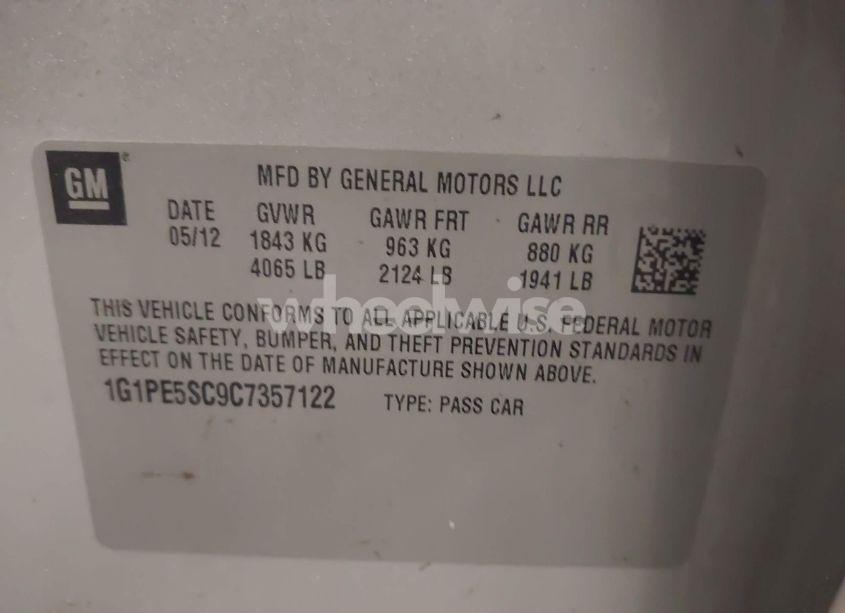 GM
MFD BY GENERAL MOTORS LLC
DATE GVWR GAWR FRT GAWR RR
05/12 1843 KG 963 KG 880 KG
4065 LB 2124 LB 1941 LB
wheelwise
THIS VEHICLE CONFORMS TO ALL APPLICABLE U.S. FEDERAL MOTOR
VEHICLE SAFETY, BUMPER, AND THEFT PREVENTION STANDARDS IN
EFFECT ON THE DATE OF MANUFACTURE SHOWN ABOVE.
1G1PE5SC9C7357122 TYPE: PASS CAR